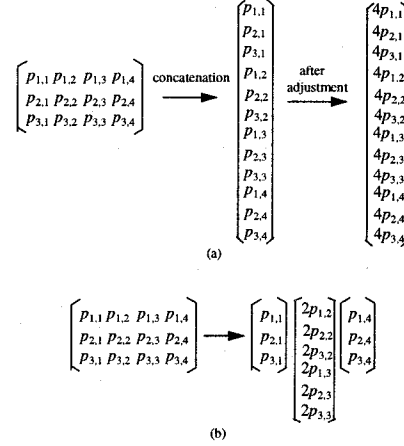 p1,1 p1,2 p1,3 p1,4
p2,1 p2,2 p2,3 p2,4
p3,1 p3,2 p3,3 p3,4
concatenation
p1,1
p2,1
p3,1
p1,2
p2,2
p3,2
p1,3
p2,3
p3,3
p1,4
p2,4
p3,4
after
adjustment
4p1,1
4p2,1
4p3,1
4p1,2
4p2,2
4p3,2
4p1,3
4p2,3
4p3,3
4p1,4
4p2,4
4p3,4
(a)
p1,1 p1,2 p1,3 p1,4
p2,1 p2,2 p2,3 p2,4
p3,1 p3,2 p3,3 p3,4
p1,1
p2,1
p3,1
2p1,2
2p2,2
2p3,2
2p1,3
2p2,3
2p3,3
p1,4
p2,4
p3,4
(b)